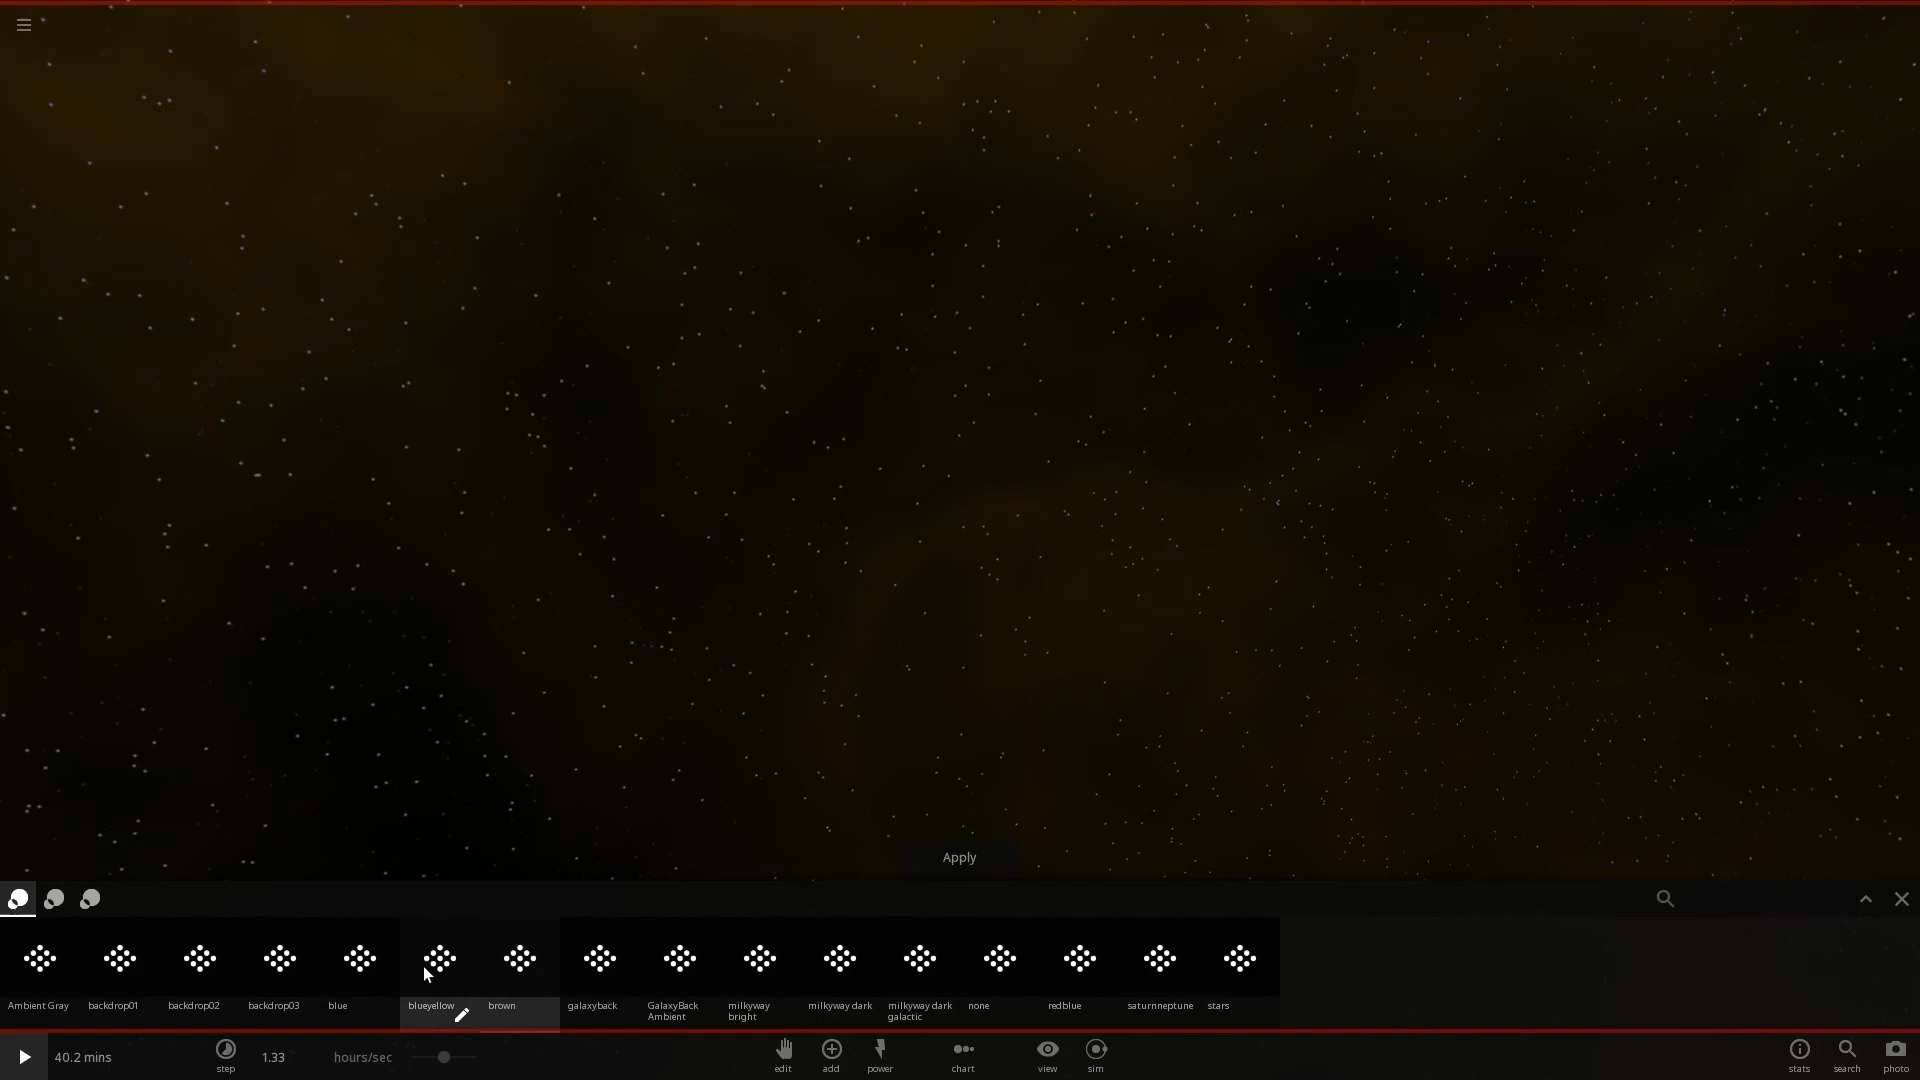 Apply
Ambient Gray
backdrop01
backdrop02
backdrop03
blue
blueyellow
brown
galaxyback
GalaxyBack
Ambient
milkyway
bright
milkyway dark
milkyway dark
galactic
none
redblue
saturnneptune
stars
40.2 mins
step
1.33
hours/sec
edit
add
power
chart
view
sim
stats
search
photo